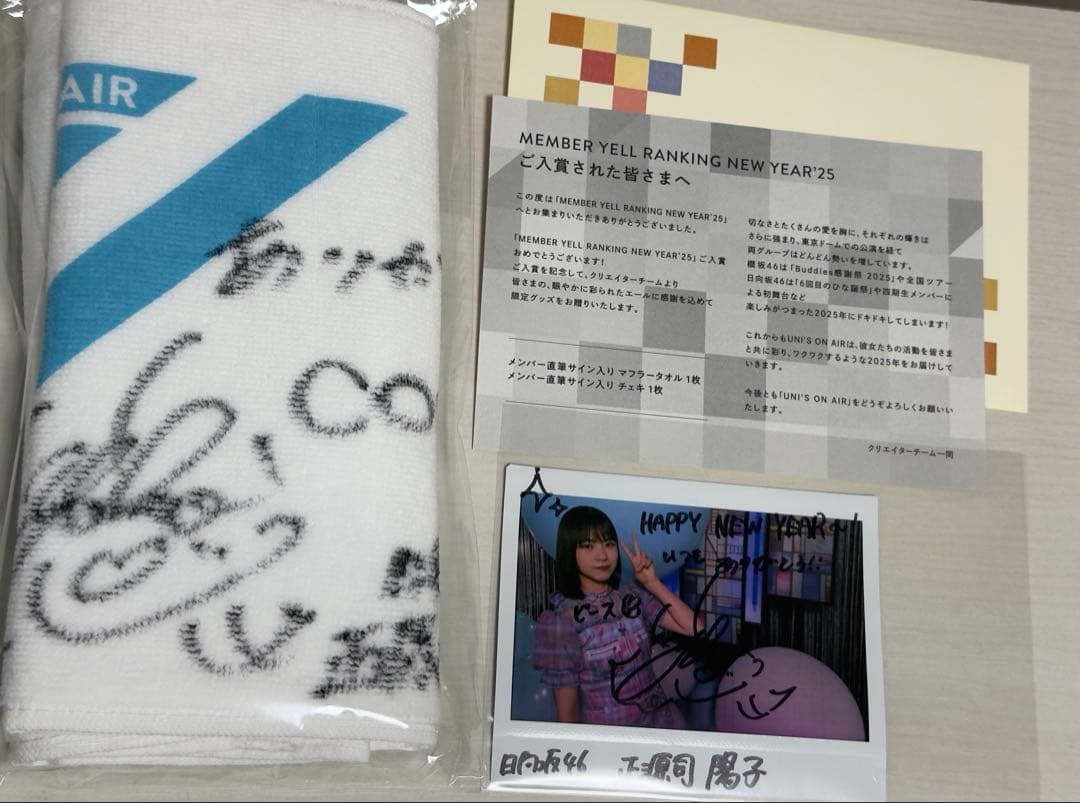 AIR
MEMBER YELL RANKING NEW YEAR'25
ご入賞された皆さまへ
この度は「MEMBER YELL RANKING NEW YEAR'25」
へとお集まりいただきありがとうございました。
「MEMBER YELL RANKING NEW YEAR'25」ご入賞
おめでとうございます！
ご入賞を記念して、クリエイターチームより
皆さまの、賑やかに彩られたエールに感謝を込めて
限定グッズをお贈りいたします。
メンバー直筆サイン入り マフラータオル 1枚
メンバー直筆サイン入り チェキ 1枚
切なさとたくさんの愛を胸に、それぞれの輝きは
さらに強まり、東京ドームでの公演を経て
両グループはどんどん勢いを増しています。
櫻坂46は「Buddies感謝祭 2025」や全国ツアー
日向坂46は「6回目のひな誕祭」や四期生メンバーに
よる初舞台など
楽しみがつまった2025年にドキドキしてしまいます！
これからもUNI'S ON AIRは、彼女たちの活動を皆さま
と共に彩り、ワクワクするような2025年をお届けして
いきます。
今後とも「UNI'S ON AIR」をどうぞよろしくお願いい
たします。
クリエイターチーム一同
HAPPY NEW YEAR〜！
いつも ありがとう!!
ピース
日向坂46 正源司 陽子